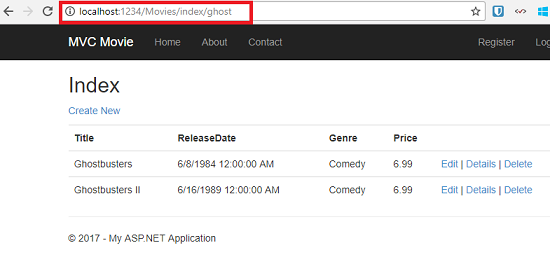 localhost:1234/Movies/index/ghost
MVC Movie Home About Contact Register Log
Index
Create New
Title ReleaseDate Genre Price
Ghostbusters 6/8/1984 12:00:00 AM Comedy 6.99 Edit | Details | Delete
Ghostbusters II 6/16/1989 12:00:00 AM Comedy 6.99 Edit | Details | Delete
© 2017 - My ASP.NET Application